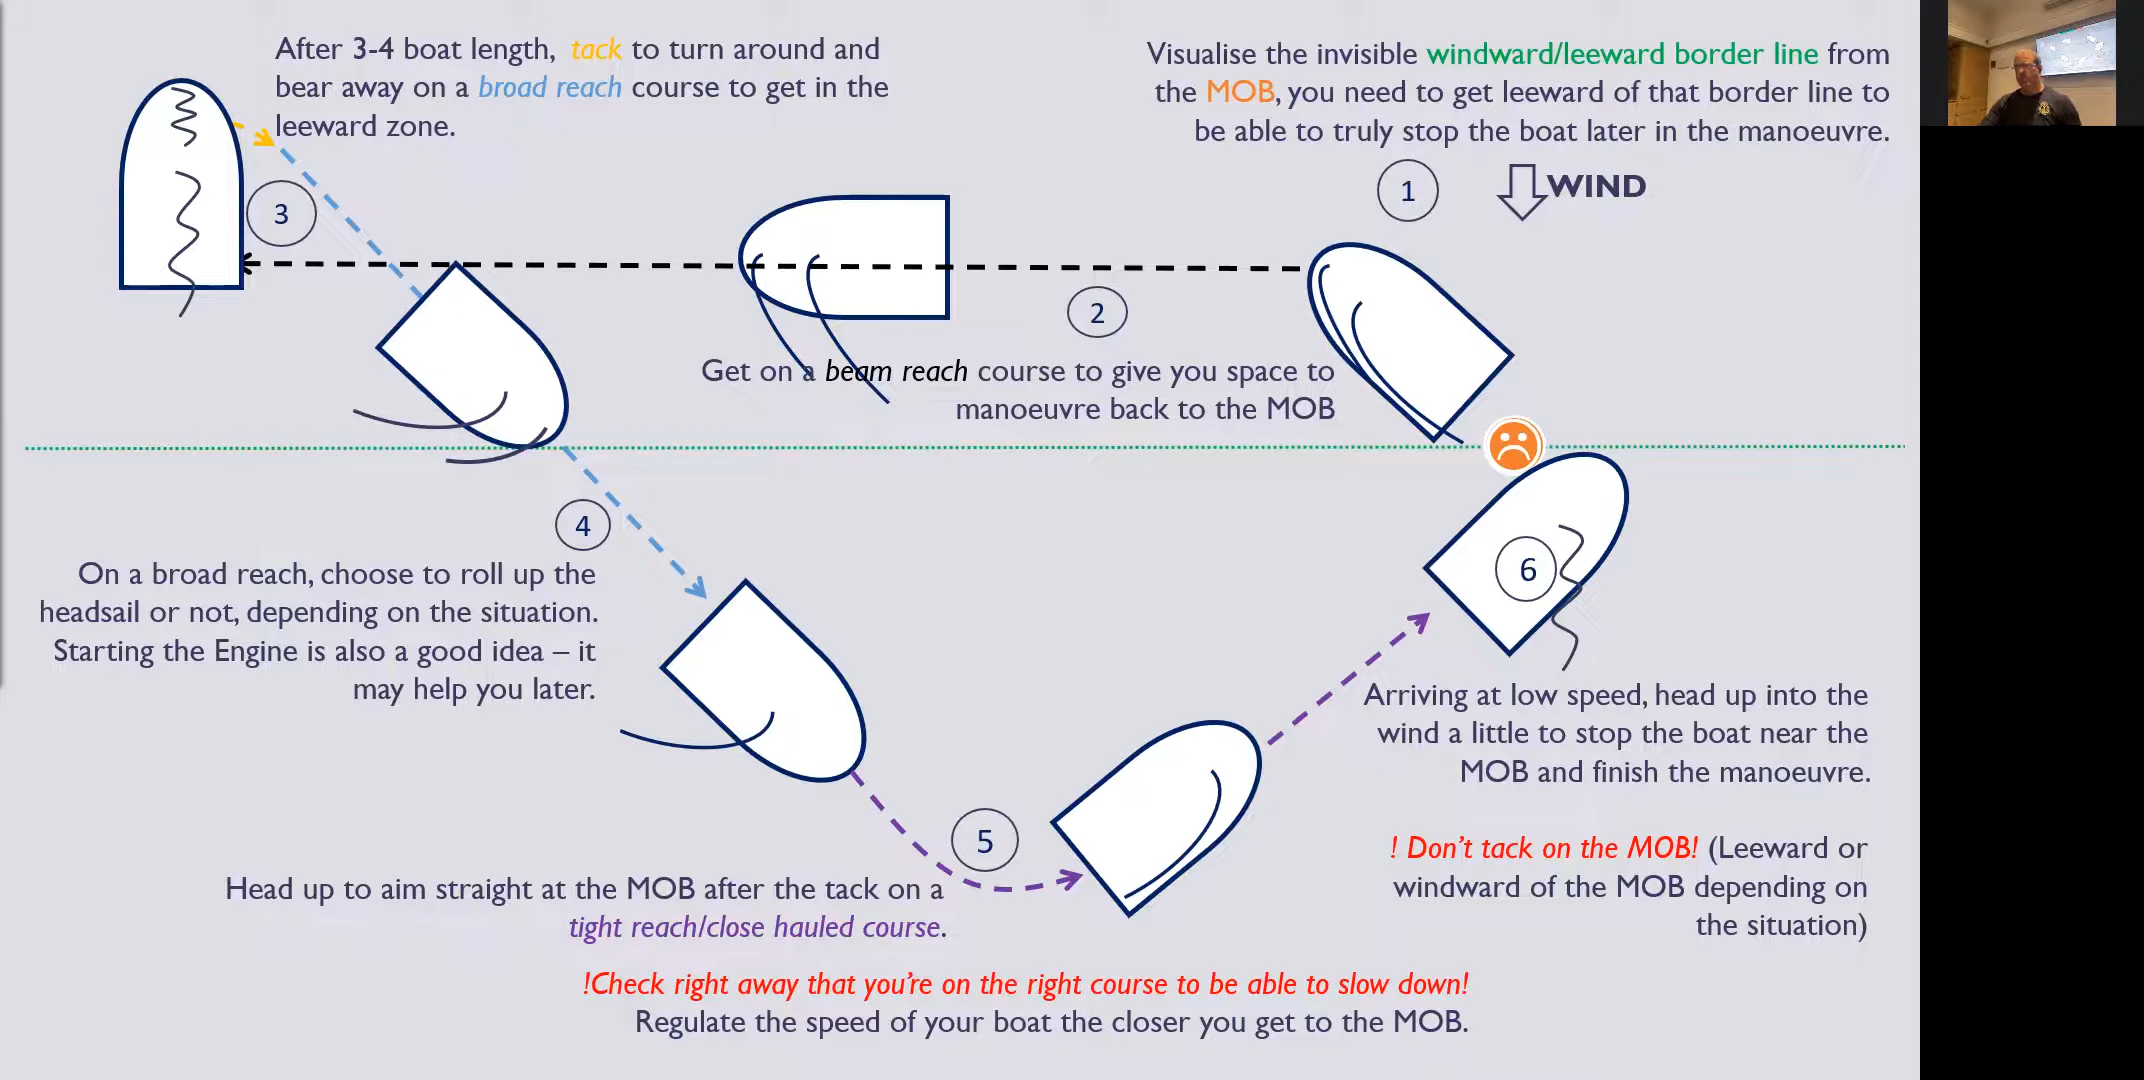 After 3-4 boat length, tack to turn around and
bear away on a broad reach course to get in the
leeward zone.
Visualise the invisible windward/leeward border line from
the MOB, you need to get leeward of that border line to
be able to truly stop the boat later in the manoeuvre.
1
WIND
3
2
Get on a beam reach course to give you space to
manoeuvre back to the MOB
4
On a broad reach, choose to roll up the
headsail or not, depending on the situation.
Starting the Engine is also a good idea – it
may help you later.
6
Arriving at low speed, head up into the
wind a little to stop the boat near the
MOB and finish the manoeuvre.
! Don't tack on the MOB! (Leeward or
windward of the MOB depending on
the situation)
5
Head up to aim straight at the MOB after the tack on a
tight reach/close hauled course.
!Check right away that you're on the right course to be able to slow down!
Regulate the speed of your boat the closer you get to the MOB.